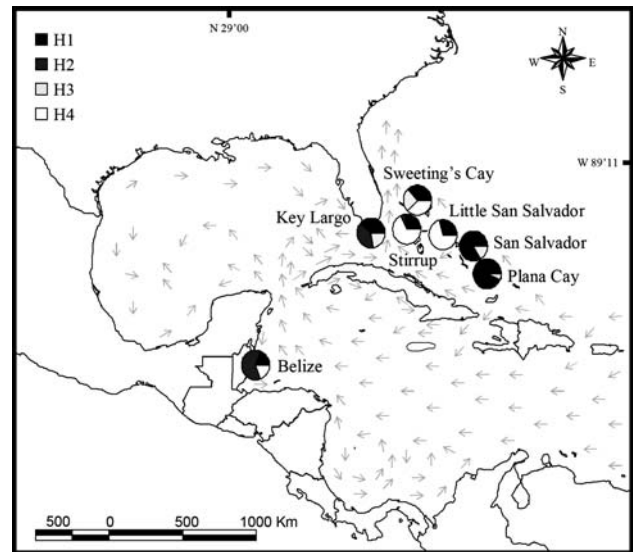 N 29'00
H1
H2
H3
H4
N
W E
S
W 89'11
Sweeting's Cay
Key Largo
Little San Salvador
Stirrup
San Salvador
Plana Cay
Belize
500 0 500 1000 Km